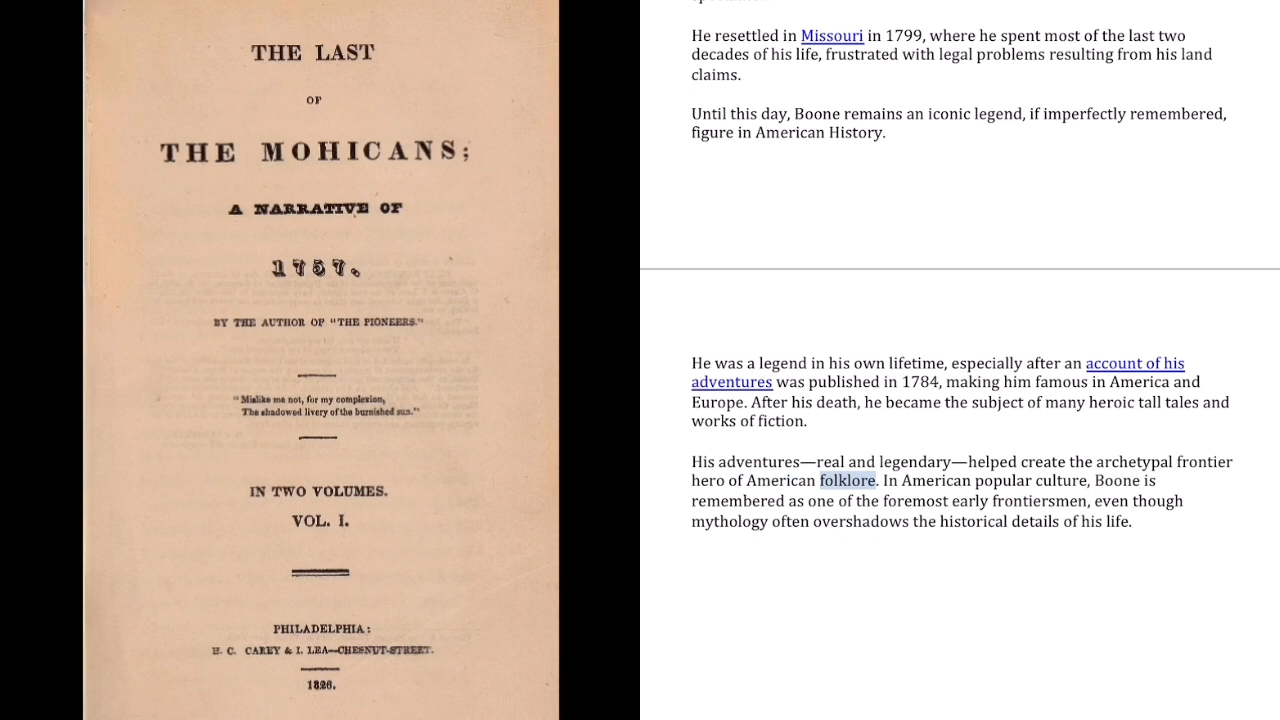 THE LAST
OF
THE MOHICANS;
A NARRATIVE OF
1757.
BY THE AUTHOR OF "THE PIONEERS."
"Mislike me not, for my complexion,
The shadowed livery of the burnished sun."
IN TWO VOLUMES.
VOL. I.
PHILADELPHIA:
H. C. CAREY & I. LEA—CHESNUT-STREET.
1826.
He resettled in Missouri in 1799, where he spent most of the last two
decades of his life, frustrated with legal problems resulting from his land
claims.
Until this day, Boone remains an iconic legend, if imperfectly remembered,
figure in American History.
He was a legend in his own lifetime, especially after an account of his
adventures was published in 1784, making him famous in America and
Europe. After his death, he became the subject of many heroic tall tales and
works of fiction.
His adventures—real and legendary—helped create the archetypal frontier
hero of American folklore. In American popular culture, Boone is
remembered as one of the foremost early frontiersmen, even though
mythology often overshadows the historical details of his life.